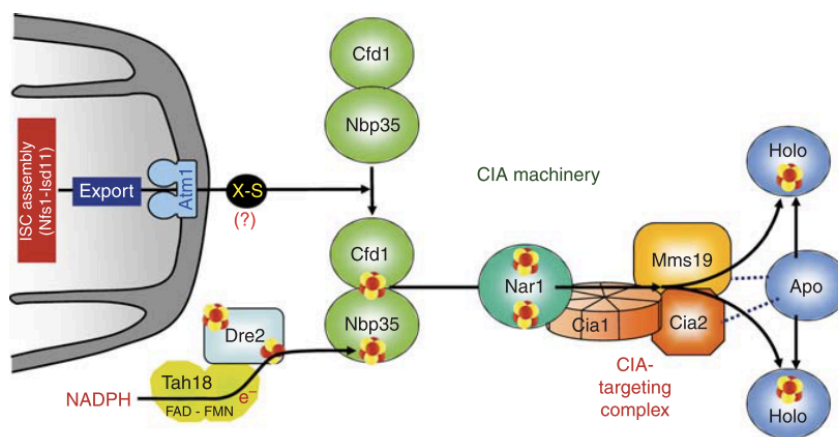 Cfd1
Nbp35
ISC assembly
(Nfs1-Isd11)
Export
Atm1
X-S
(?)
CIA machinery
Holo
Cfd1
Nbp35
Nar1
Cia1
Mms19
Cia2
Apo
Dre2
Tah18
FAD - FMN
NADPH
e⁻
CIA-
targeting
complex
Holo